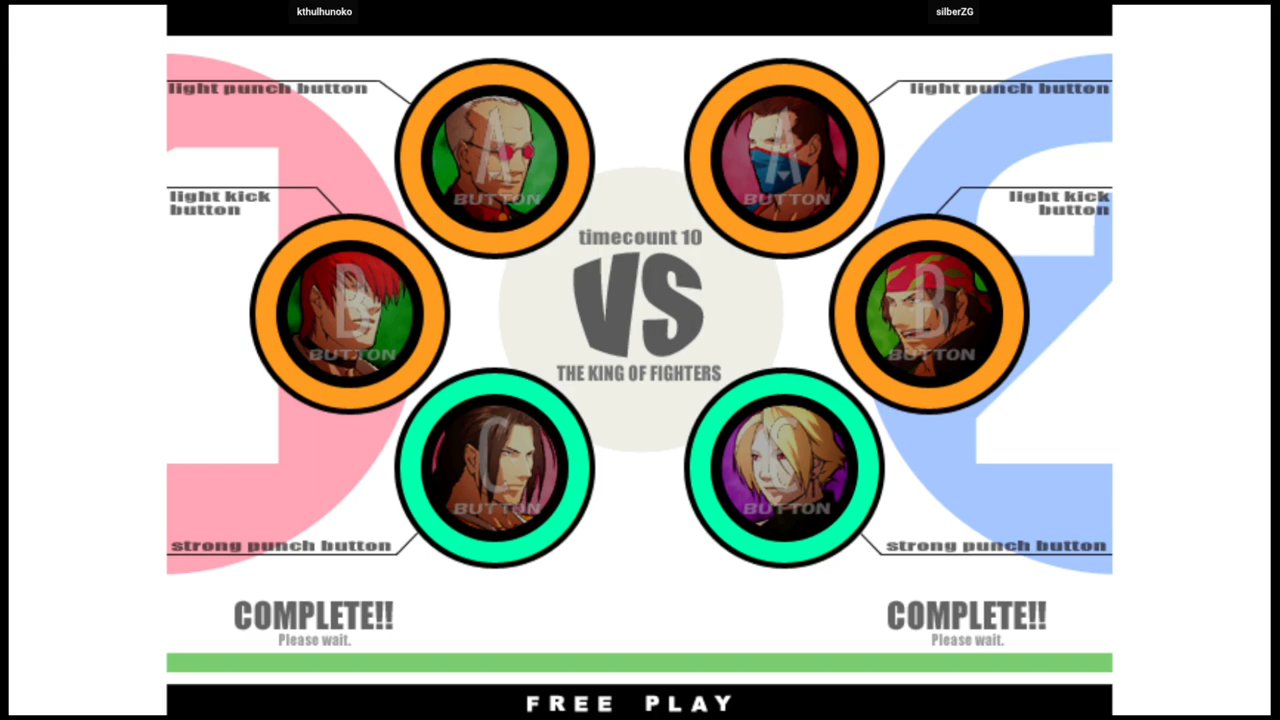 kthulhunoko
silberZG
light punch button
A
BUTTON
A
BUTTON
light punch button
light kick
button
B
BUTTON
timecount 10
VS
THE KING OF FIGHTERS
light kick
button
B
BUTTON
C
BUTTON
C
BUTTON
strong punch button
strong punch button
1
2
COMPLETE!!
Please wait.
COMPLETE!!
Please wait.
FREE PLAY